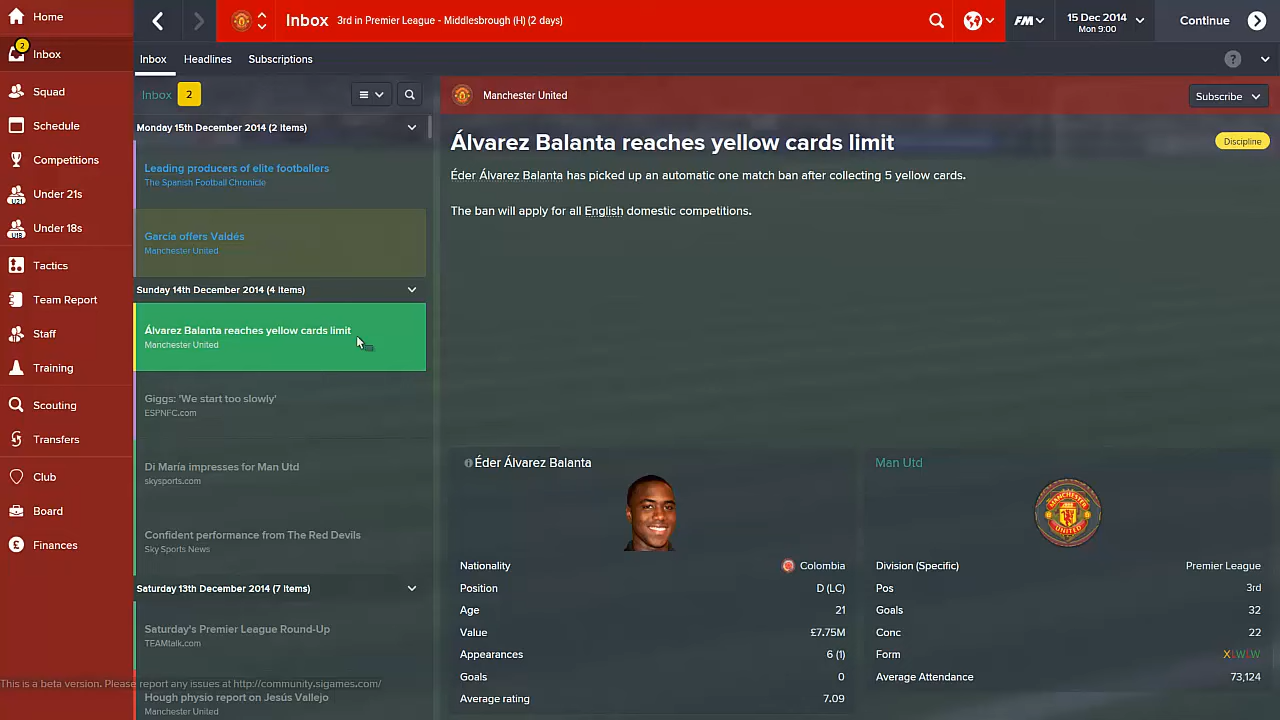 Home
2
Inbox
Squad
Schedule
Competitions
U21
Under 21s
U18
Under 18s
Tactics
Team Report
Staff
Training
Scouting
Transfers
Club
Board
£ Finances
Inbox 3rd in Premier League - Middlesbrough (H) (2 days)
FM
15 Dec 2014
Mon 9:00
Continue
Inbox Headlines Subscriptions
?
Inbox 2
Monday 15th December 2014 (2 Items)
Leading producers of elite footballers
The Spanish Football Chronicle
García offers Valdés
Manchester United
Sunday 14th December 2014 (4 Items)
Álvarez Balanta reaches yellow cards limit
Manchester United
Giggs: 'We start too slowly'
ESPNFC.com
Di María impresses for Man Utd
skysports.com
Confident performance from The Red Devils
Sky Sports News
Saturday 13th December 2014 (7 Items)
Saturday's Premier League Round-Up
TEAMtalk.com
This is a beta version. Please report any issues at http://community.sigames.com/
Hough physio report on Jesús Vallejo
Manchester United
Manchester United
Subscribe
Álvarez Balanta reaches yellow cards limit
Discipline
Éder Álvarez Balanta has picked up an automatic one match ban after collecting 5 yellow cards.
The ban will apply for all English domestic competitions.
Éder Álvarez Balanta
Nationality Colombia
Position D (LC)
Age 21
Value £7.75M
Appearances 6 (1)
Goals 0
Average rating 7.09
Man Utd
MANCHESTER
UNITED
Division (Specific) Premier League
Pos 3rd
Goals 32
Conc 22
Form XLWLW
Average Attendance 73,124